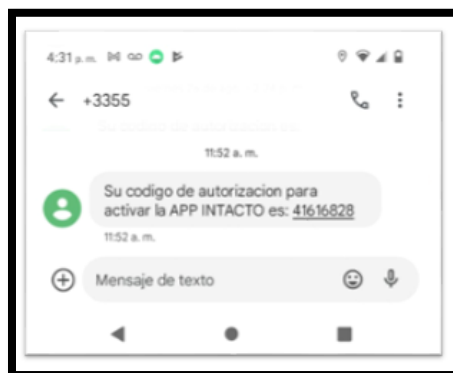 4:31 p. m.
+3355
11:52 a. m.
Su codigo de autorizacion para
activar la APP INTACTO es: 41616828
11:52 a. m.
Mensaje de texto